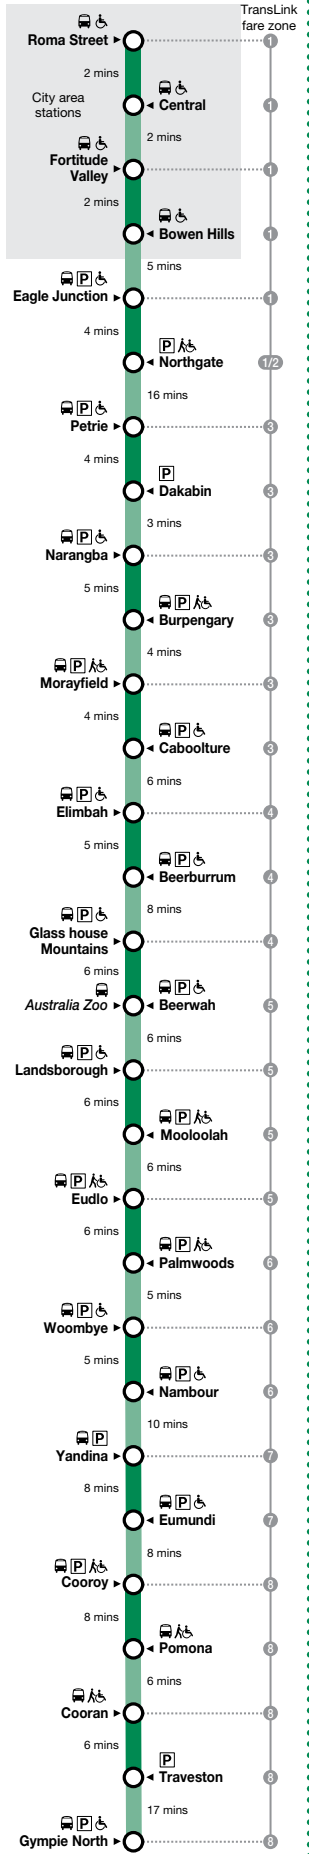 TransLink
fare zone
Roma Street
1
2 mins
City area
stations
Central
1
2 mins
Fortitude
Valley
1
2 mins
Bowen Hills
1
5 mins
P
Eagle Junction
1
4 mins
P
Northgate
1/2
16 mins
P
Petrie
3
4 mins
P
Dakabin
3
3 mins
P
Narangba
3
5 mins
P
Burpengary
3
4 mins
P
Morayfield
3
4 mins
P
Caboolture
3
6 mins
P
Elimbah
4
5 mins
P
Beerburrum
4
8 mins
P
Glass house
Mountains
4
6 mins
P
Australia Zoo
Beerwah
5
6 mins
P
Landsborough
5
6 mins
P
Mooloolah
5
6 mins
P
Eudlo
5
6 mins
P
Palmwoods
6
5 mins
P
Woombye
6
5 mins
P
Nambour
6
10 mins
P
Yandina
7
8 mins
P
Eumundi
7
8 mins
P
Cooroy
8
8 mins
Pomona
8
6 mins
Cooran
8
6 mins
P
Traveston
8
17 mins
P
Gympie North
8